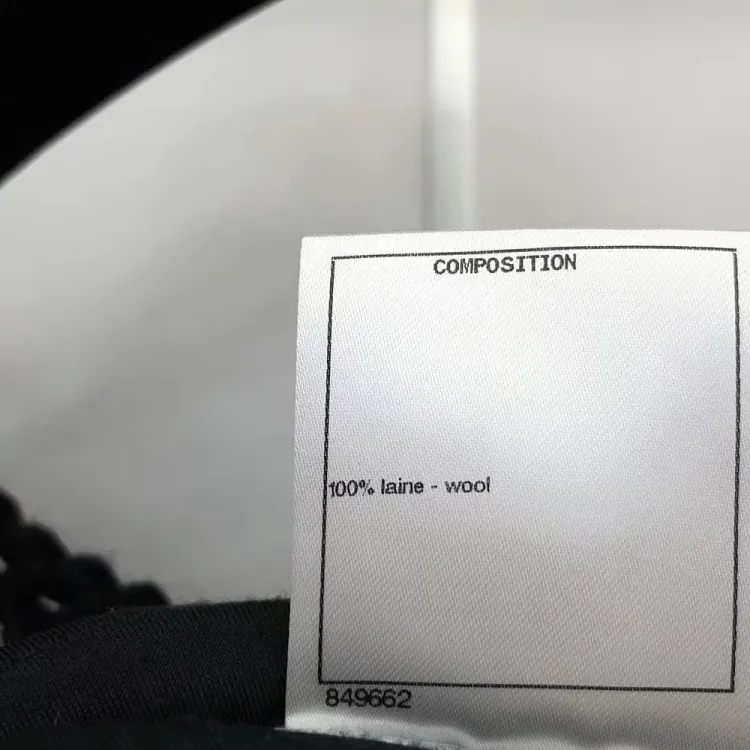 COMPOSITION
100% laine - wool
849662